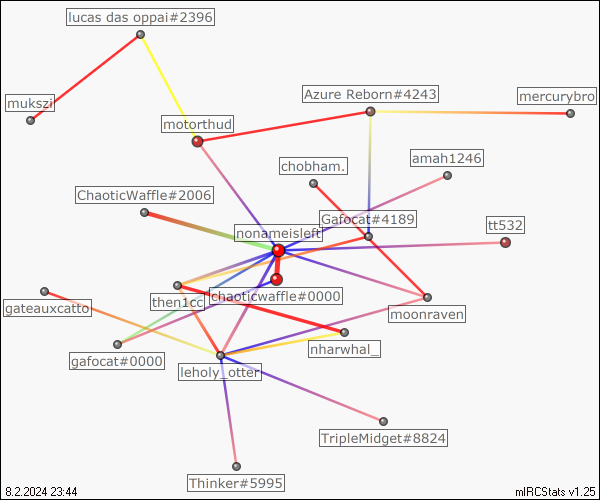 lucas das oppai#2396
Azure Reborn#4243
mukszi
mercurybro
motorthud
chobham.
amah1246
ChaoticWaffle#2006
Gafocat#4189
tt532
nonameisleft
chaoticwaffle#0000
then1cc
gateauxcatto
moonraven
nharwhal_
gafocat#0000
leholy_otter
TripleMidget#8824
Thinker#5995
8.2.2024 23:44
mIRCStats v1.25